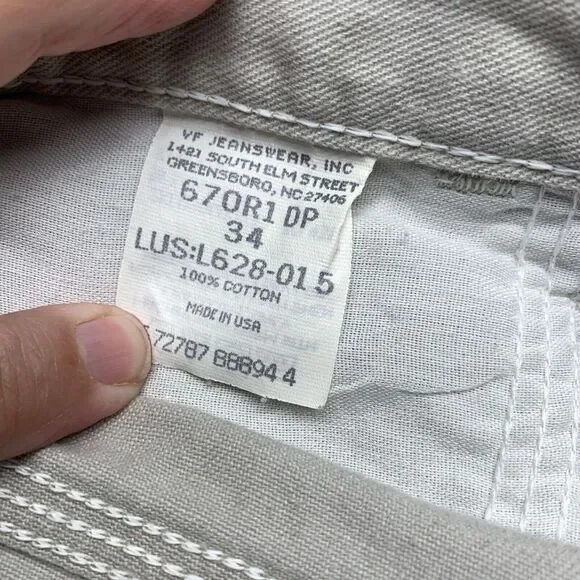 VF JEANSWEAR, INC
1421 SOUTH ELM STREET
GREENSBORO, NC 27406
670R1 DP
34
LUS:L628-015
100% COTTON
MADE IN USA
72787 B8894 4